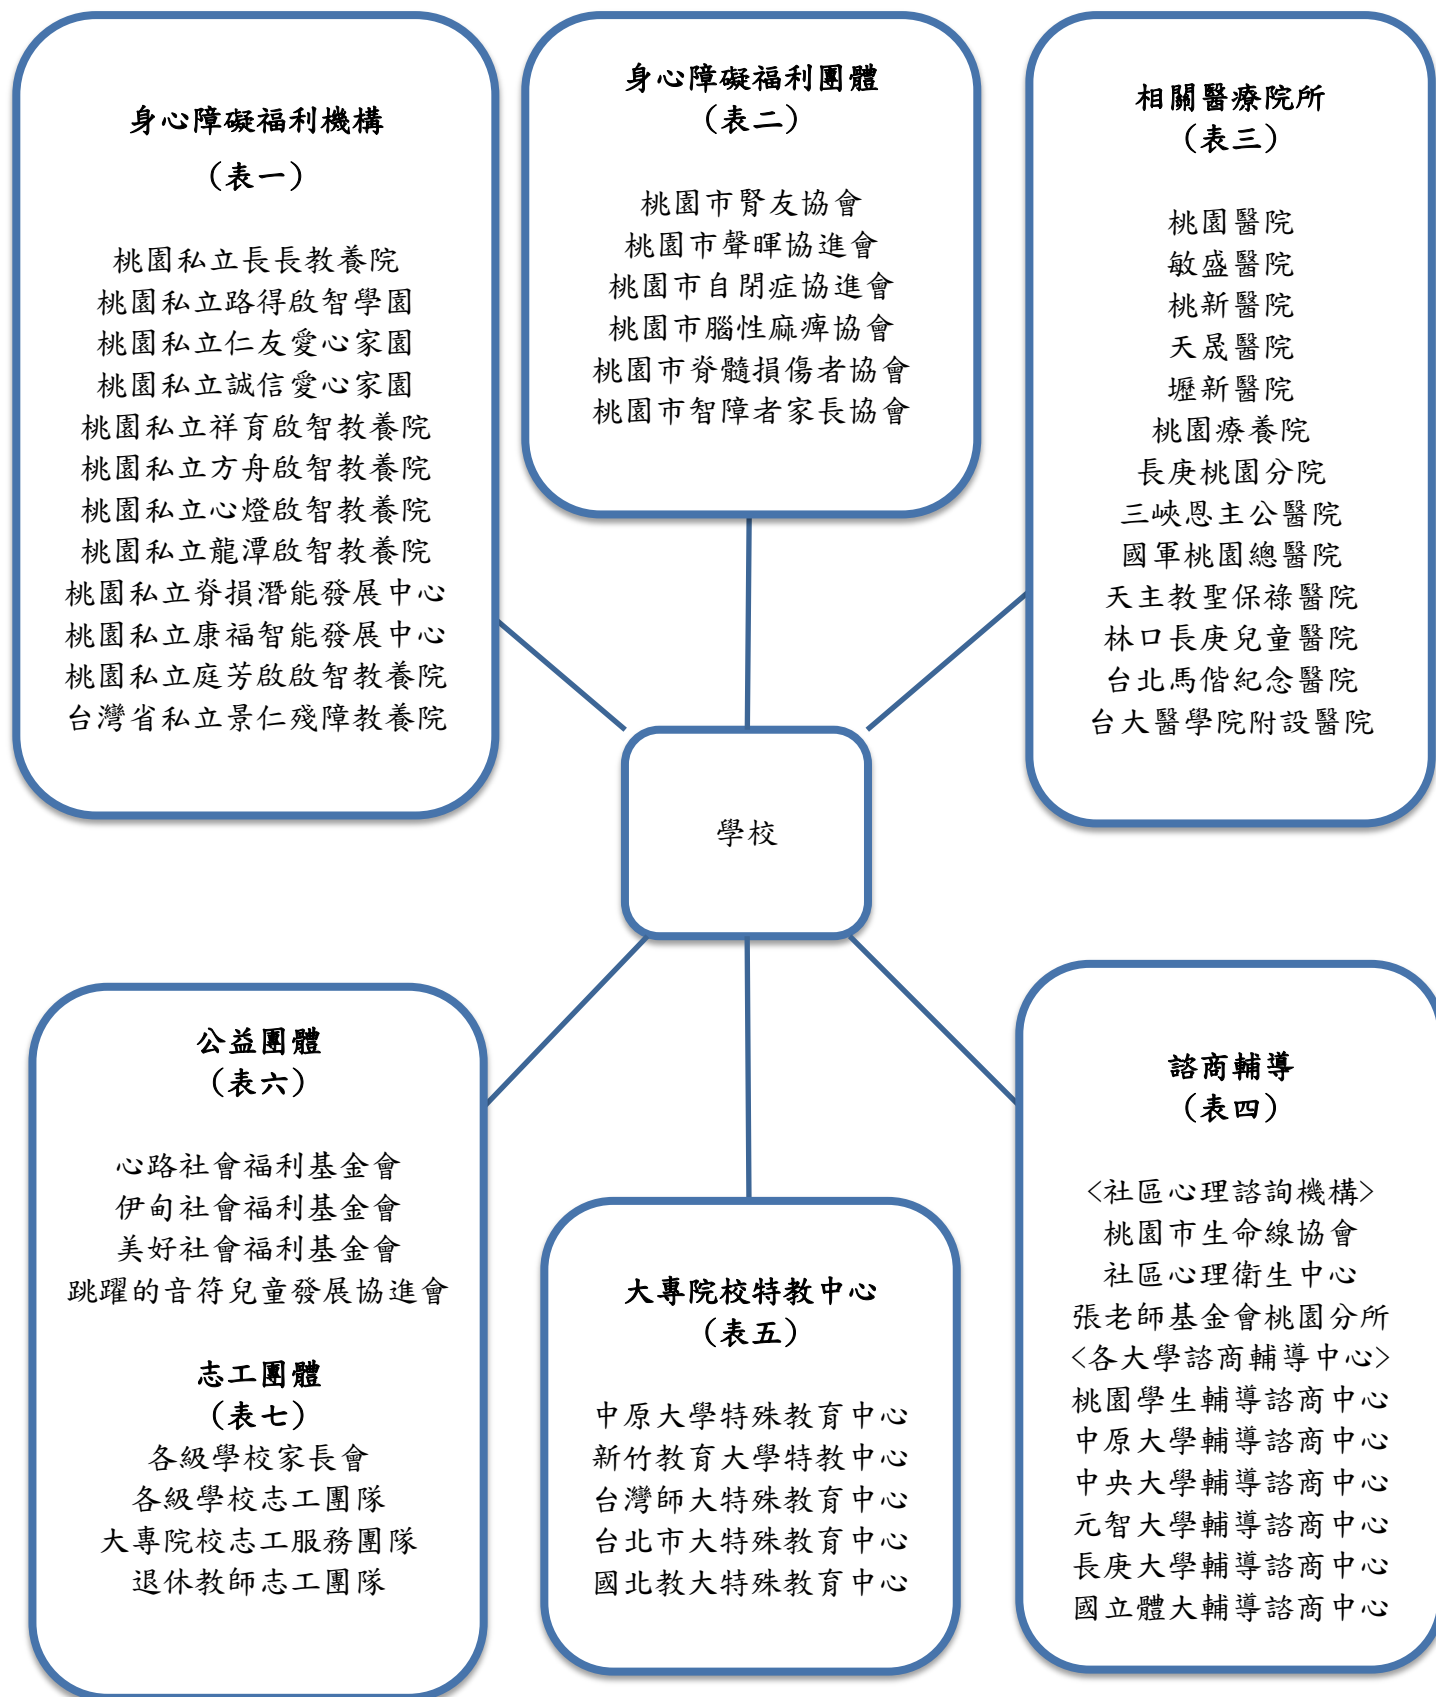 身心障礙福利機構
（表一）
桃園私立長長教養院
桃園私立路得啟智學園
桃園私立仁友愛心家園
桃園私立誠信愛心家園
桃園私立祥育啟智教養院
桃園私立方舟啟智教養院
桃園私立心燈啟智教養院
桃園私立龍潭啟智教養院
桃園私立脊損潛能發展中心
桃園私立康福智能發展中心
桃園私立庭芳啟啟智教養院
台灣省私立景仁殘障教養院
身心障礙福利團體
（表二）
桃園市腎友協會
桃園市聲暉協進會
桃園市自閉症協進會
桃園市腦性麻痺協會
桃園市脊髓損傷者協會
桃園市智障者家長協會
相關醫療院所
（表三）
桃園醫院
敏盛醫院
桃新醫院
天晟醫院
壢新醫院
桃園療養院
長庚桃園分院
三峽恩主公醫院
國軍桃園總醫院
天主教聖保祿醫院
林口長庚兒童醫院
台北馬偕紀念醫院
台大醫學院附設醫院
學校
公益團體
（表六）
心路社會福利基金會
伊甸社會福利基金會
美好社會福利基金會
跳躍的音符兒童發展協進會
志工團體
（表七）
各級學校家長會
各級學校志工團隊
大專院校志工服務團隊
退休教師志工團隊
大專院校特教中心
（表五）
中原大學特殊教育中心
新竹教育大學特教中心
台灣師大特殊教育中心
台北市大特殊教育中心
國北教大特殊教育中心
諮商輔導
（表四）
<社區心理諮詢機構>
桃園市生命線協會
社區心理衛生中心
張老師基金會桃園分所
<各大學諮商輔導中心>
桃園學生輔導諮商中心
中原大學輔導諮商中心
中央大學輔導諮商中心
元智大學輔導諮商中心
長庚大學輔導諮商中心
國立體大輔導諮商中心